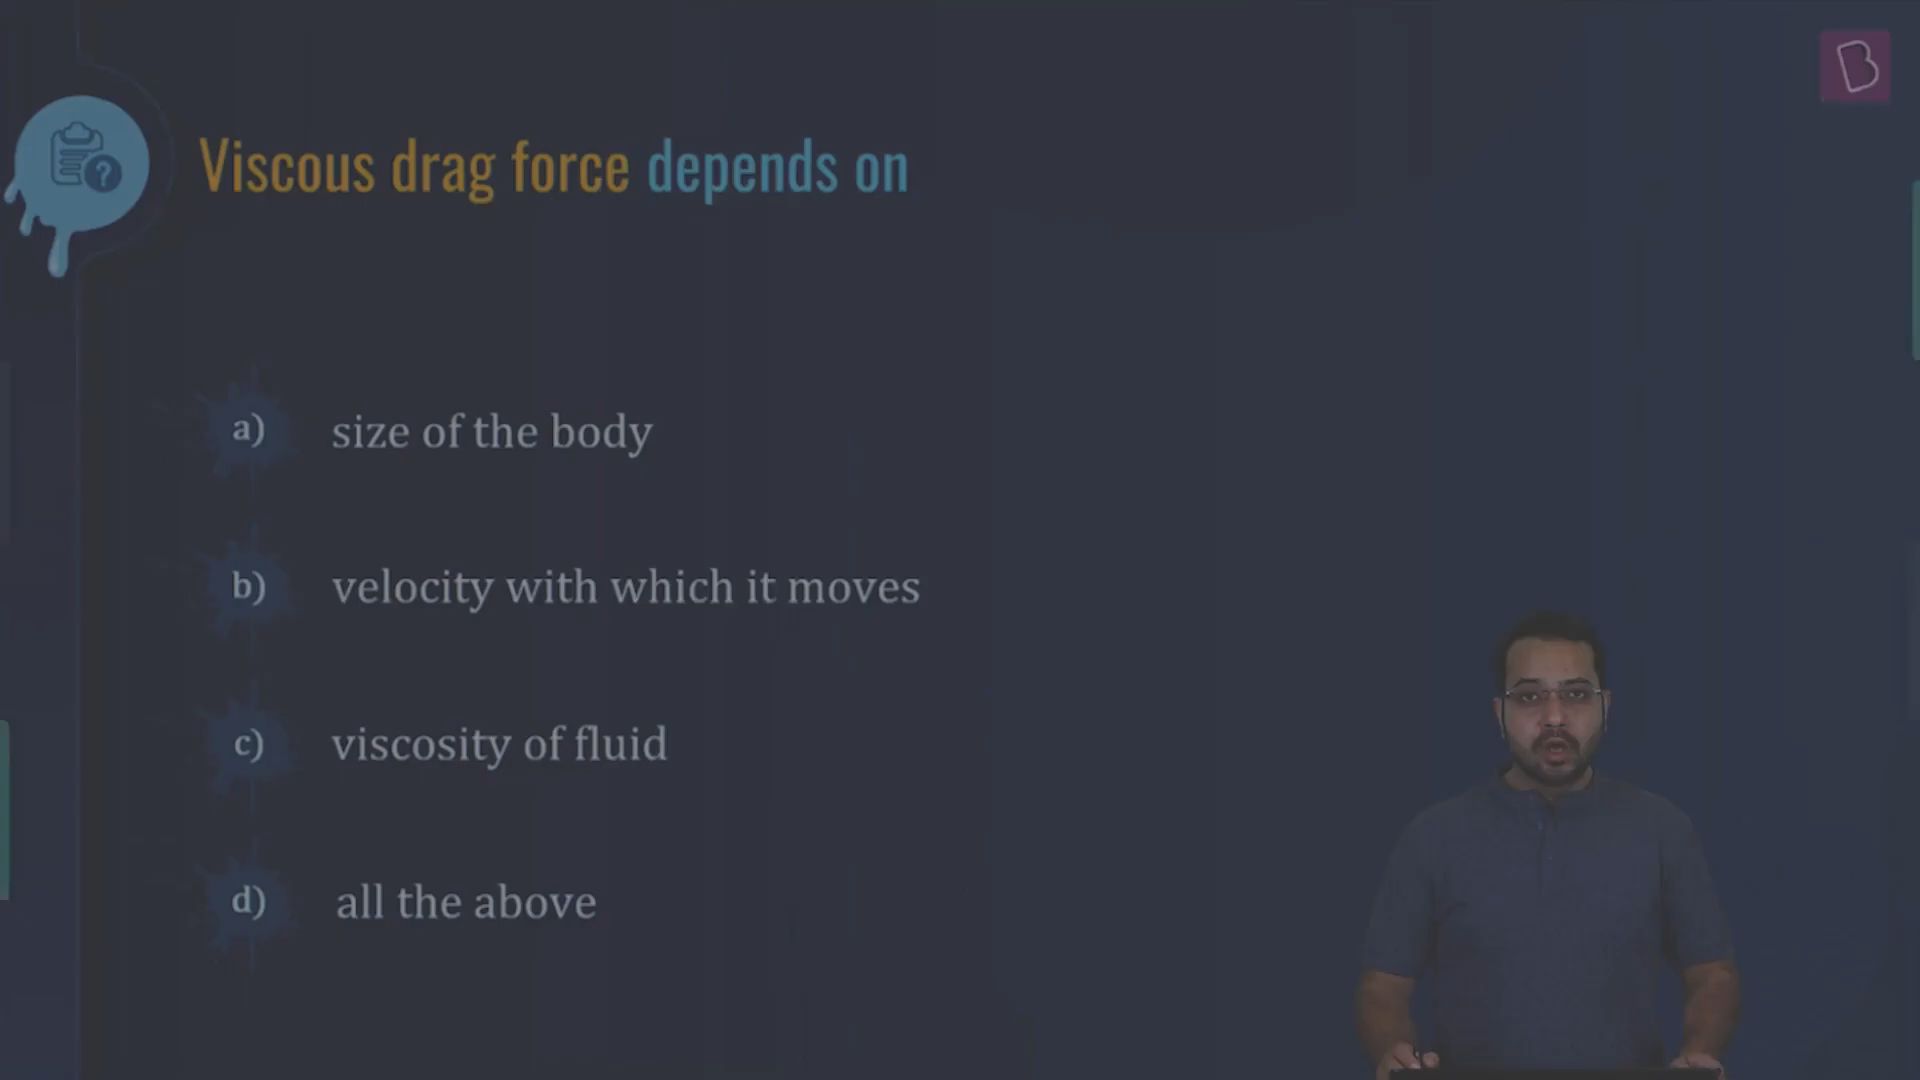 B
Viscous drag force depends on
?
a) size of the body
b) velocity with which it moves
c) viscosity of fluid
d) all the above